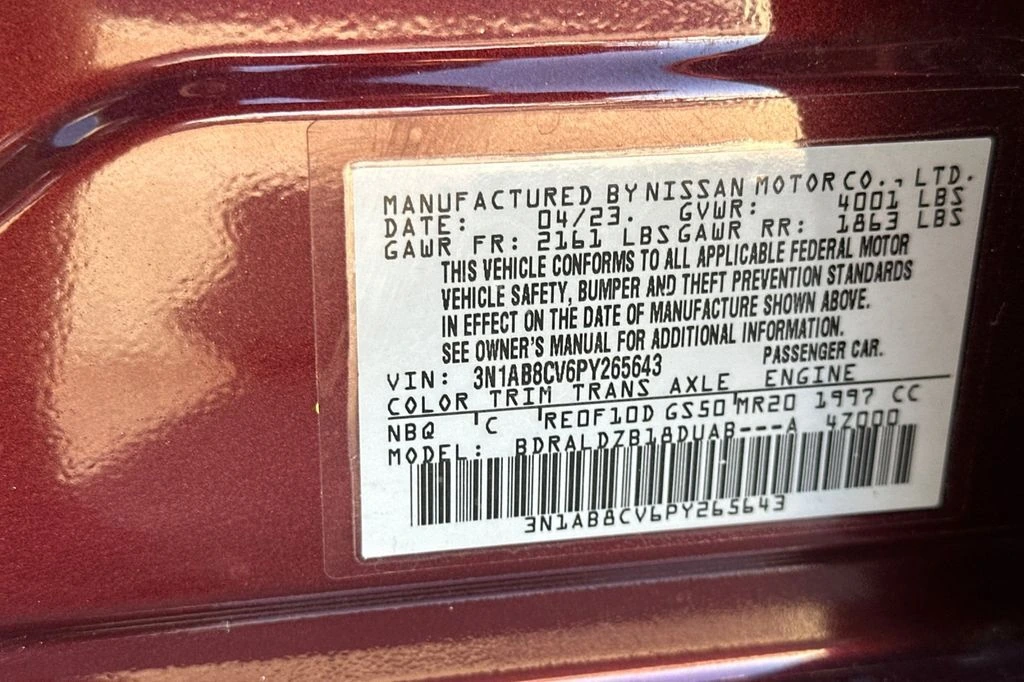 MANUFACTURED BY NISSAN MOTOR CO., LTD.
DATE: 04/23. GVWR: 4001 LBS
GAWR FR: 2161 LBS GAWR RR: 1863 LBS
THIS VEHICLE CONFORMS TO ALL APPLICABLE FEDERAL MOTOR
VEHICLE SAFETY, BUMPER AND THEFT PREVENTION STANDARDS
IN EFFECT ON THE DATE OF MANUFACTURE SHOWN ABOVE.
SEE OWNER'S MANUAL FOR ADDITIONAL INFORMATION.
VIN: 3N1AB8CV6PY265643 PASSENGER CAR.
COLOR TRIM TRANS AXLE ENGINE
NBQ C RE0F10D GS50 MR20 1997 CC
MODEL: BDRALDZB18DUAB---A 4Z000
3N1AB8CV6PY265643